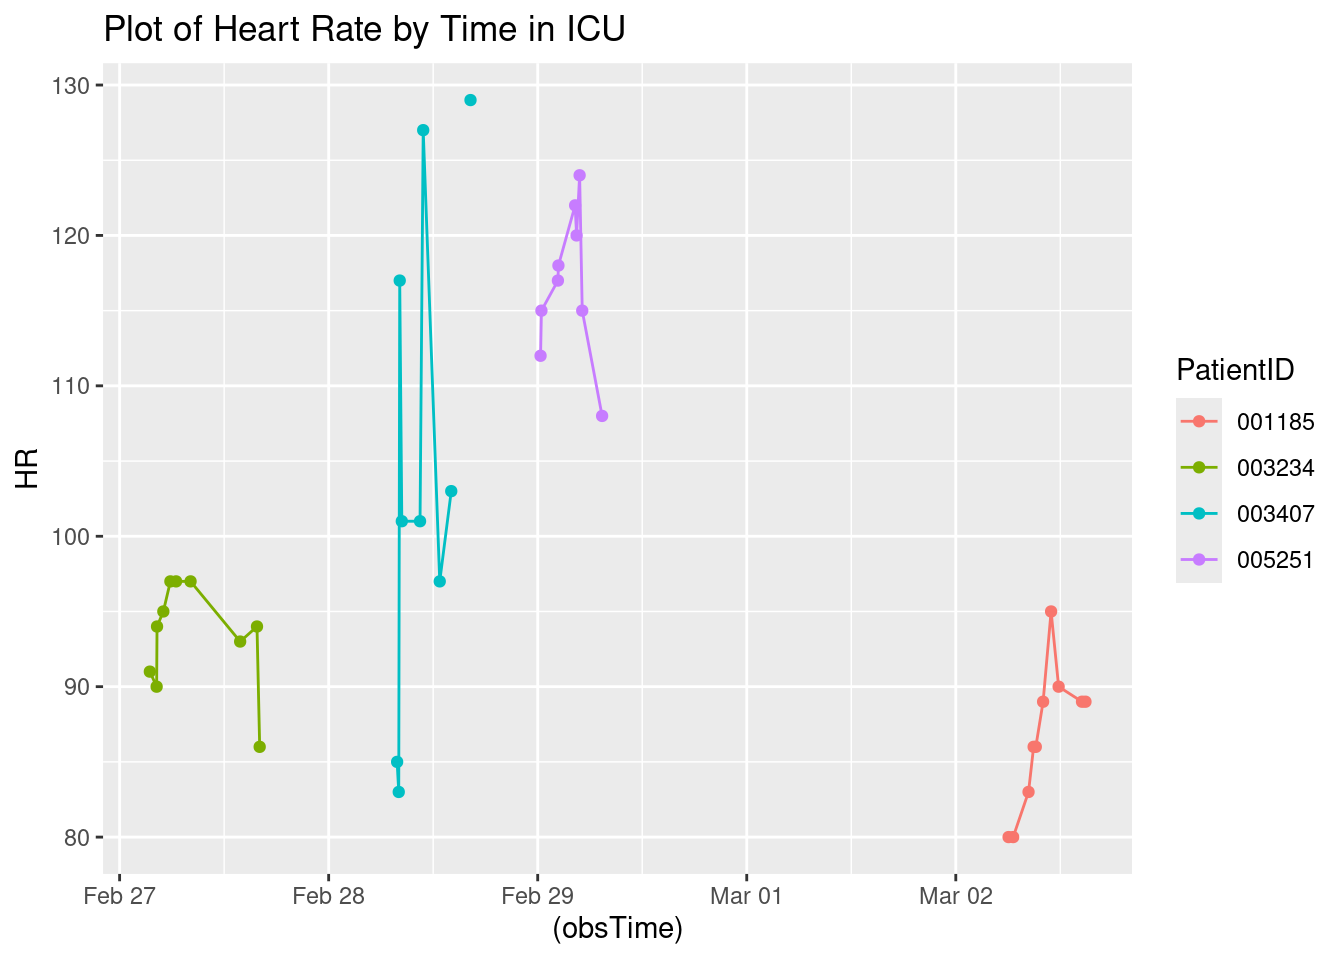 Plot of Heart Rate by Time in ICU
130
120
110
100
90
80
HR
Feb 27
Feb 28
Feb 29
Mar 01
Mar 02
(obsTime)
PatientID
001185
003234
003407
005251